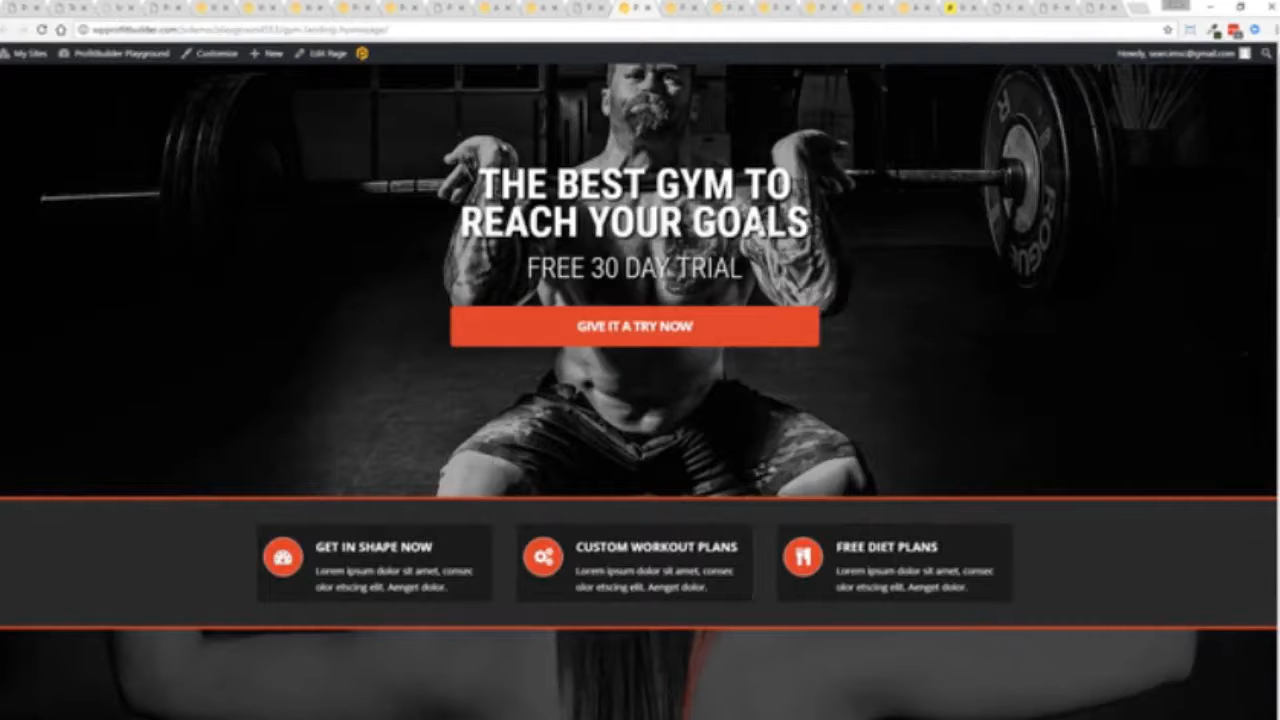 My Sites
ProfitBuilder Playground
Customize
New
Edit Page
THE BEST GYM TO
REACH YOUR GOALS
FREE 30 DAY TRIAL
GIVE IT A TRY NOW
ROGUE
GET IN SHAPE NOW
Lorem ipsum dolor sit amet, consec
olor etscing elit. Aenget dolor.
CUSTOM WORKOUT PLANS
Lorem ipsum dolor sit amet, consec
olor etscing elit. Aenget dolor.
FREE DIET PLANS
Lorem ipsum dolor sit amet, consec
olor etscing elit. Aenget dolor.